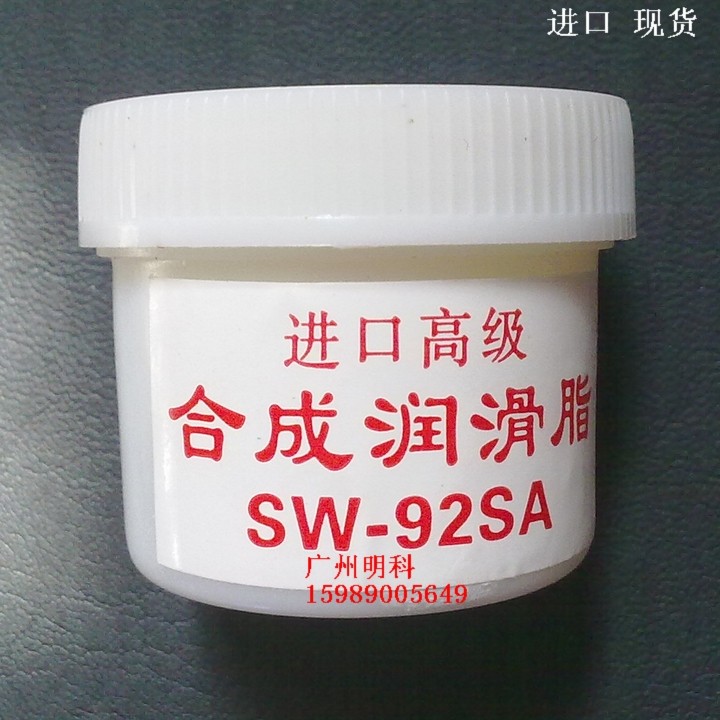 进口 现货
进口高级
合成润滑脂
SW-92SA
广州明科
15989005649